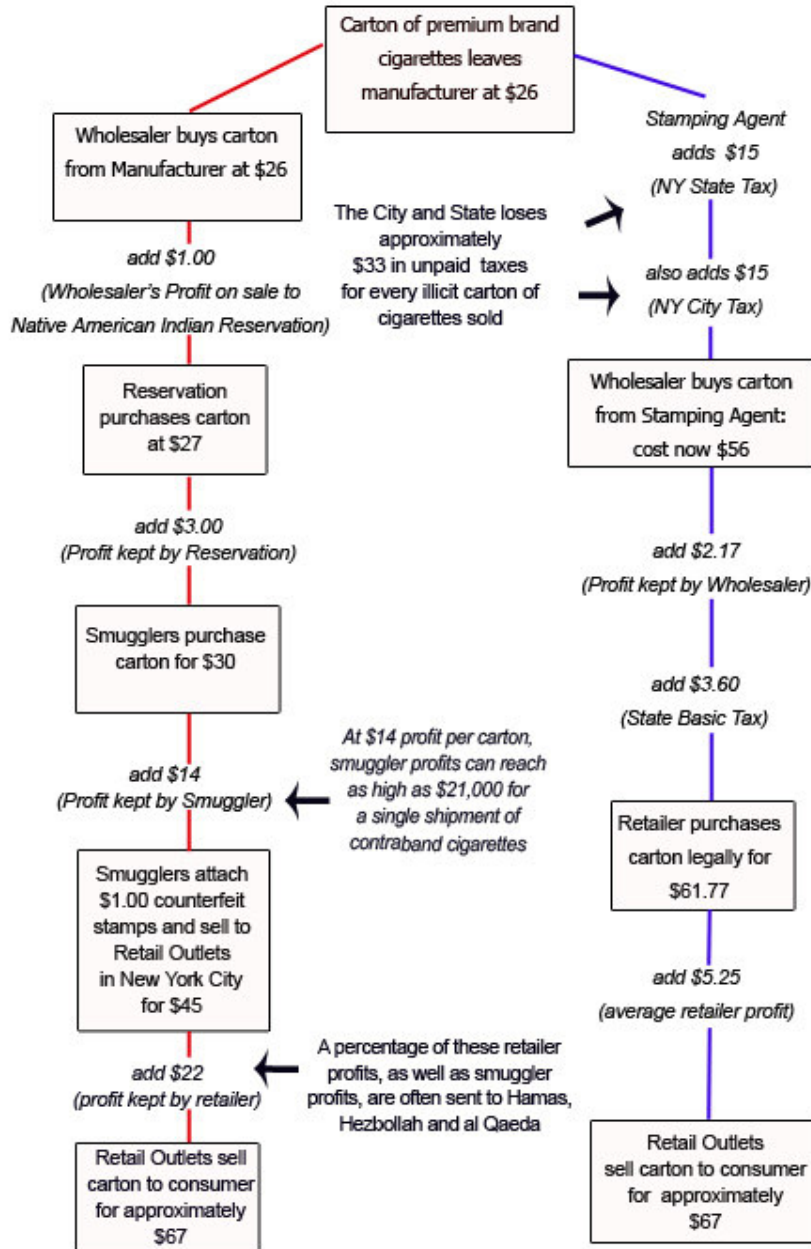 Carton of premium brand
cigarettes leaves
manufacturer at $26
Wholesaler buys carton
from Manufacturer at $26
add $1.00
(Wholesaler's Profit on sale to
Native American Indian Reservation)
Reservation
purchases carton
at $27
add $3.00
(Profit kept by Reservation)
Smugglers purchase
carton for $30
add $14
(Profit kept by Smuggler)
At $14 profit per carton,
smuggler profits can reach
as high as $21,000 for
a single shipment of
contraband cigarettes
Smugglers attach
$1.00 counterfeit
stamps and sell to
Retail Outlets
in New York City
for $45
add $22
(profit kept by retailer)
A percentage of these retailer
profits, as well as smuggler
profits, are often sent to Hamas,
Hezbollah and al Qaeda
Retail Outlets sell
carton to consumer
for approximately
$67
Stamping Agent
adds $15
(NY State Tax)
The City and State loses
approximately
$33 in unpaid taxes
for every illicit carton of
cigarettes sold
also adds $15
(NY City Tax)
Wholesaler buys carton
from Stamping Agent:
cost now $56
add $2.17
(Profit kept by Wholesaler)
add $3.60
(State Basic Tax)
Retailer purchases
carton legally for
$61.77
add $5.25
(average retailer profit)
Retail Outlets
sell carton to consumer
for approximately
$67